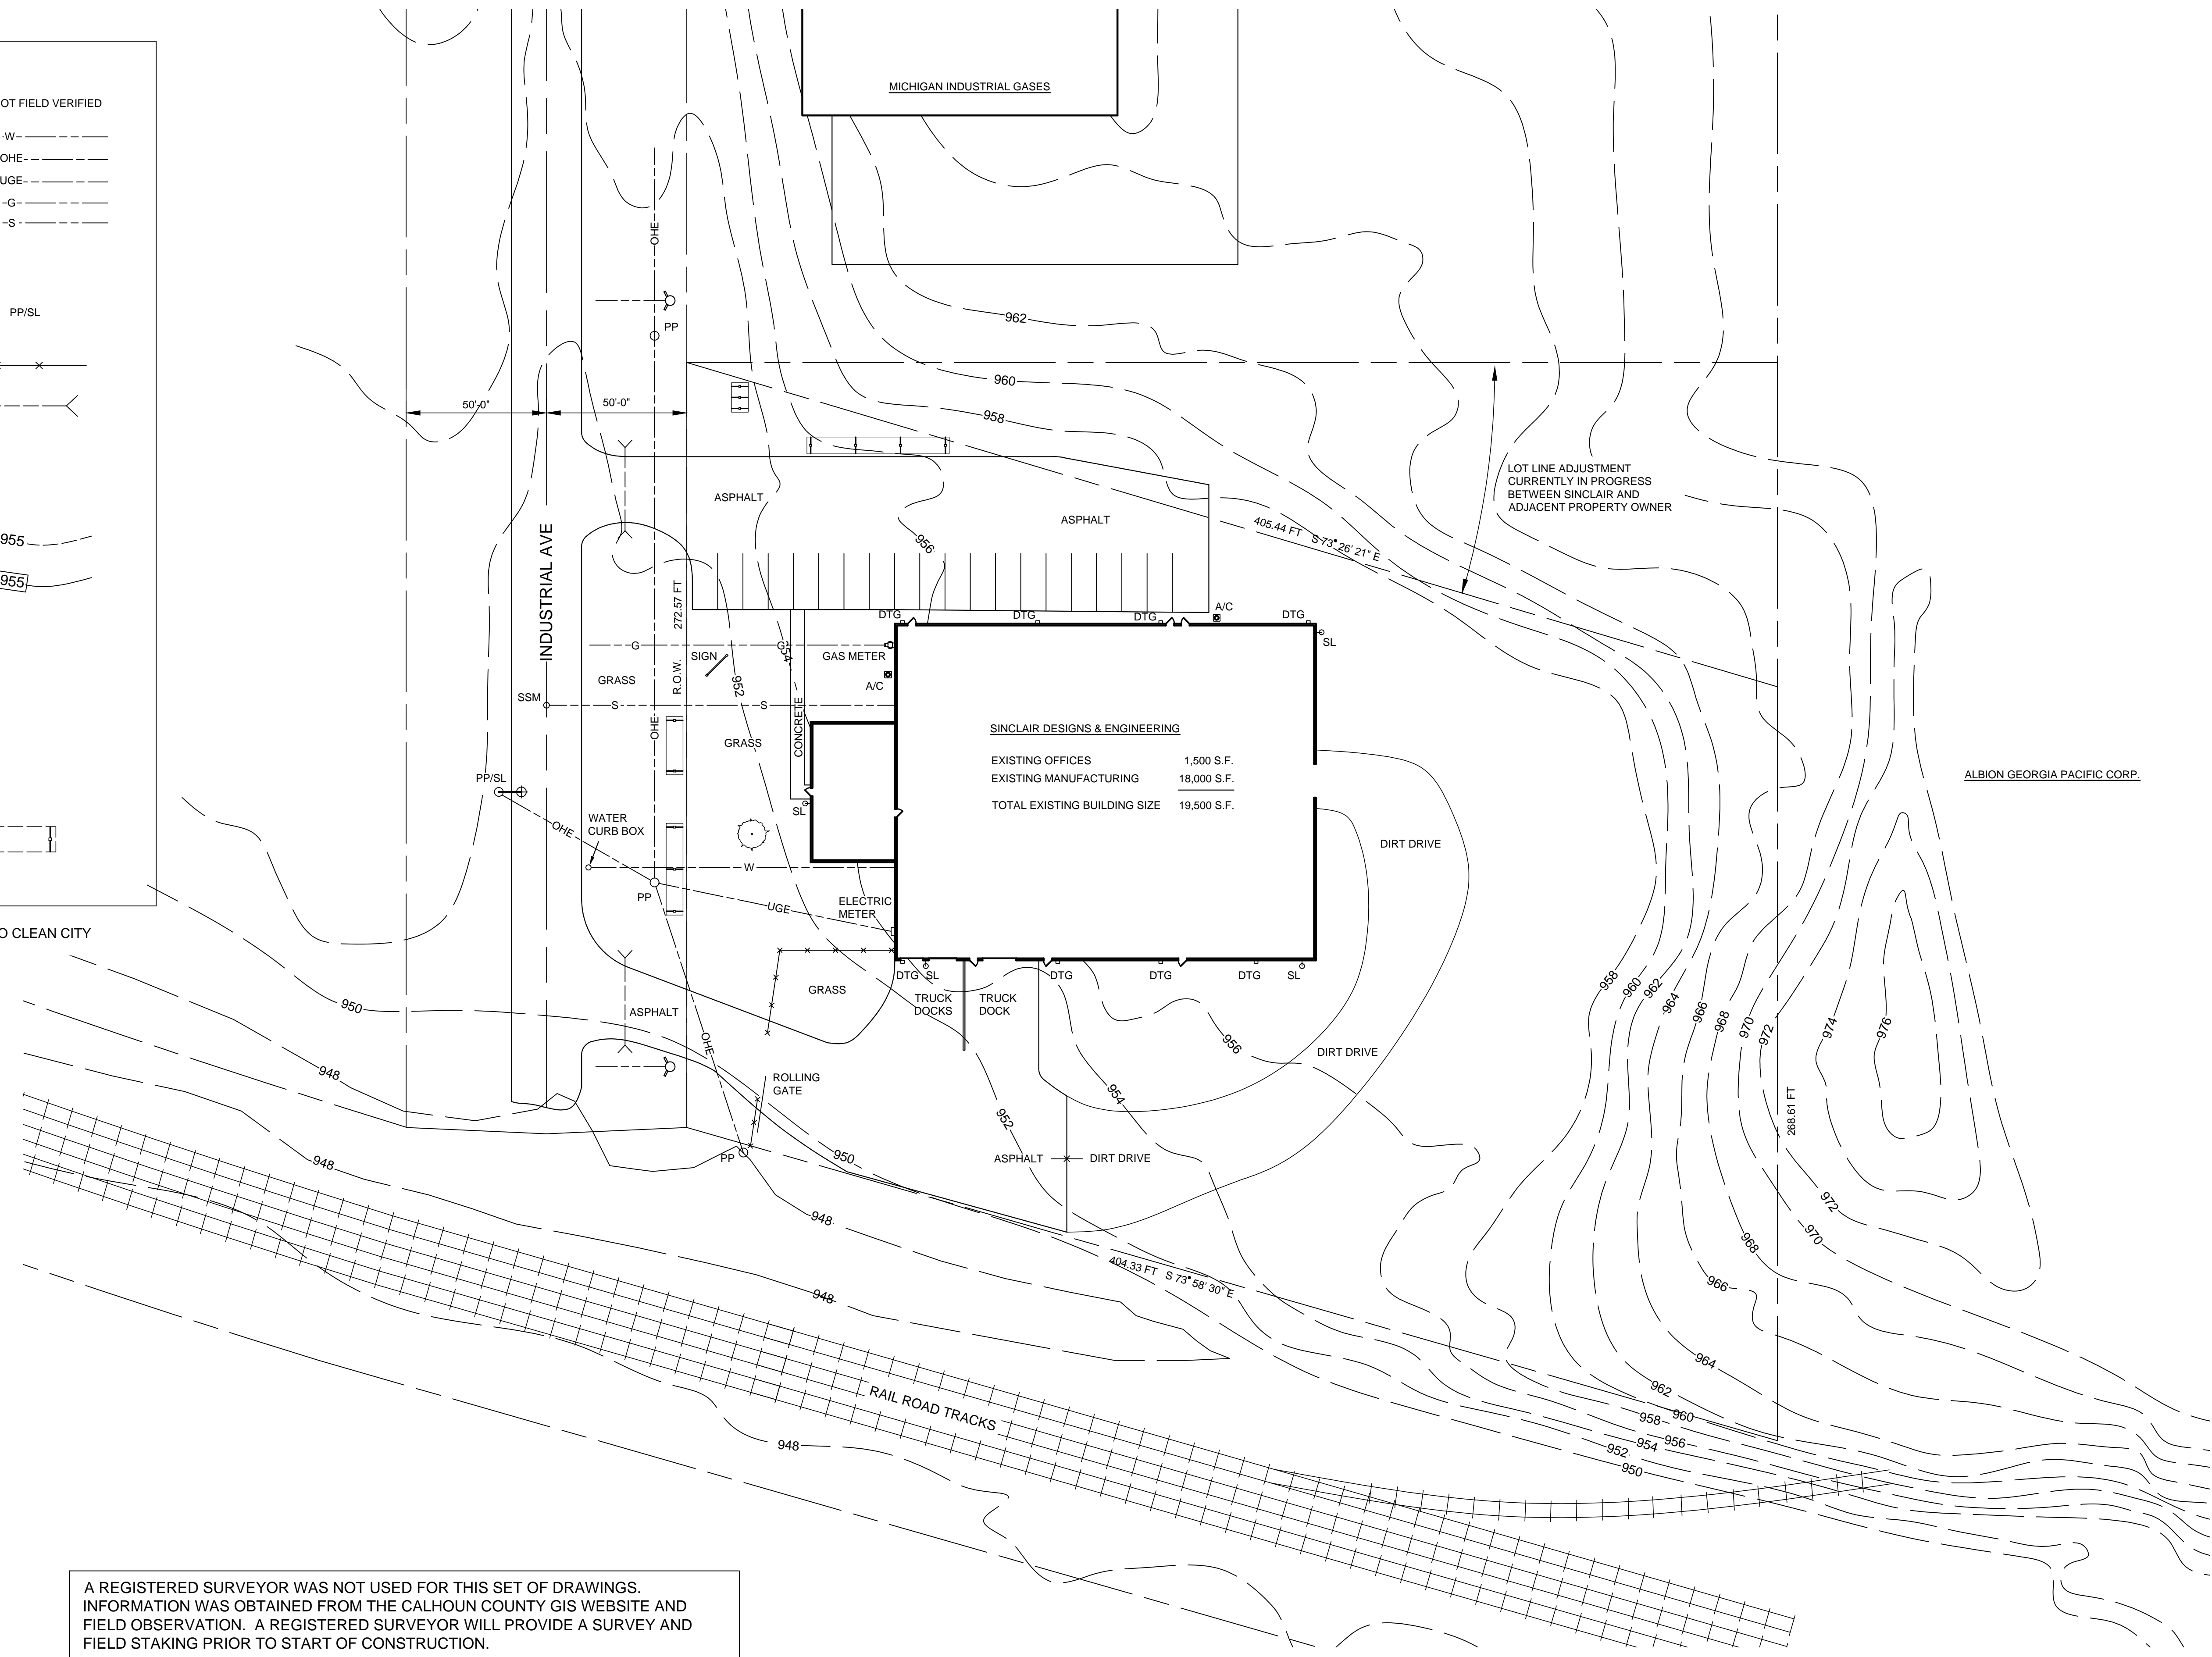 MICHIGAN INDUSTRIAL GASES
OT FIELD VERIFIED
W
OHE
UGE
G
S
PP/SL
955
955
O CLEAN CITY
OHE
PP
962
960
958
50'-0"
50'-0"
LOT LINE ADJUSTMENT
CURRENTLY IN PROGRESS
BETWEEN SINCLAIR AND
ADJACENT PROPERTY OWNER
ASPHALT
ASPHALT
405.44 FT S 73° 26' 21" E
956
INDUSTRIAL AVE
272.57 FT
R.O.W.
DTG
DTG
DTG
A/C
DTG
SL
G
G
954
GAS METER
SIGN
A/C
GRASS
952
SSM
S
S
OHE
CONCRETE
GRASS
SINCLAIR DESIGNS & ENGINEERING
EXISTING OFFICES 1,500 S.F.
EXISTING MANUFACTURING 18,000 S.F.
TOTAL EXISTING BUILDING SIZE 19,500 S.F.
ALBION GEORGIA PACIFIC CORP.
PP/SL
SL
OHE
WATER
CURB BOX
DIRT DRIVE
W
PP
UGE
ELECTRIC
METER
DTG
SL
DTG
DTG
DTG
SL
GRASS
TRUCK
DOCKS
TRUCK
DOCK
950
ASPHALT
OHE
956
DIRT DRIVE
958
960
962
964
966
968
970
972
974
976
948
ROLLING
GATE
954
952
268.61 FT
948
PP
950
ASPHALT
DIRT DRIVE
948
972
970
968
966
404.33 FT S 73° 58' 30" E
948
964
962
960
958
956
954
952
950
RAIL ROAD TRACKS
948
A REGISTERED SURVEYOR WAS NOT USED FOR THIS SET OF DRAWINGS.
INFORMATION WAS OBTAINED FROM THE CALHOUN COUNTY GIS WEBSITE AND
FIELD OBSERVATION. A REGISTERED SURVEYOR WILL PROVIDE A SURVEY AND
FIELD STAKING PRIOR TO START OF CONSTRUCTION.